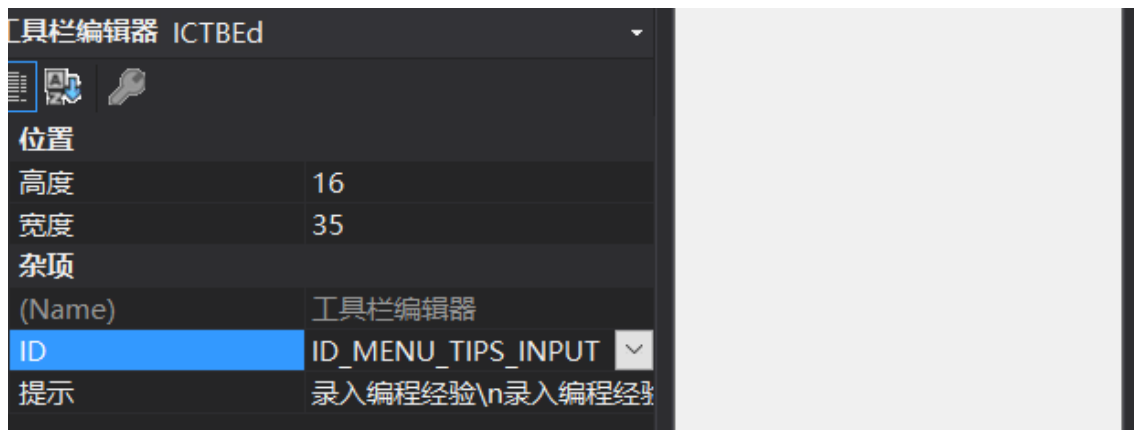 工具栏编辑器 ICTBEd
位置
高度 16
宽度 35
杂项
(Name) 工具栏编辑器
ID ID_MENU_TIPS_INPUT
提示 录入编程经验\n录入编程经验